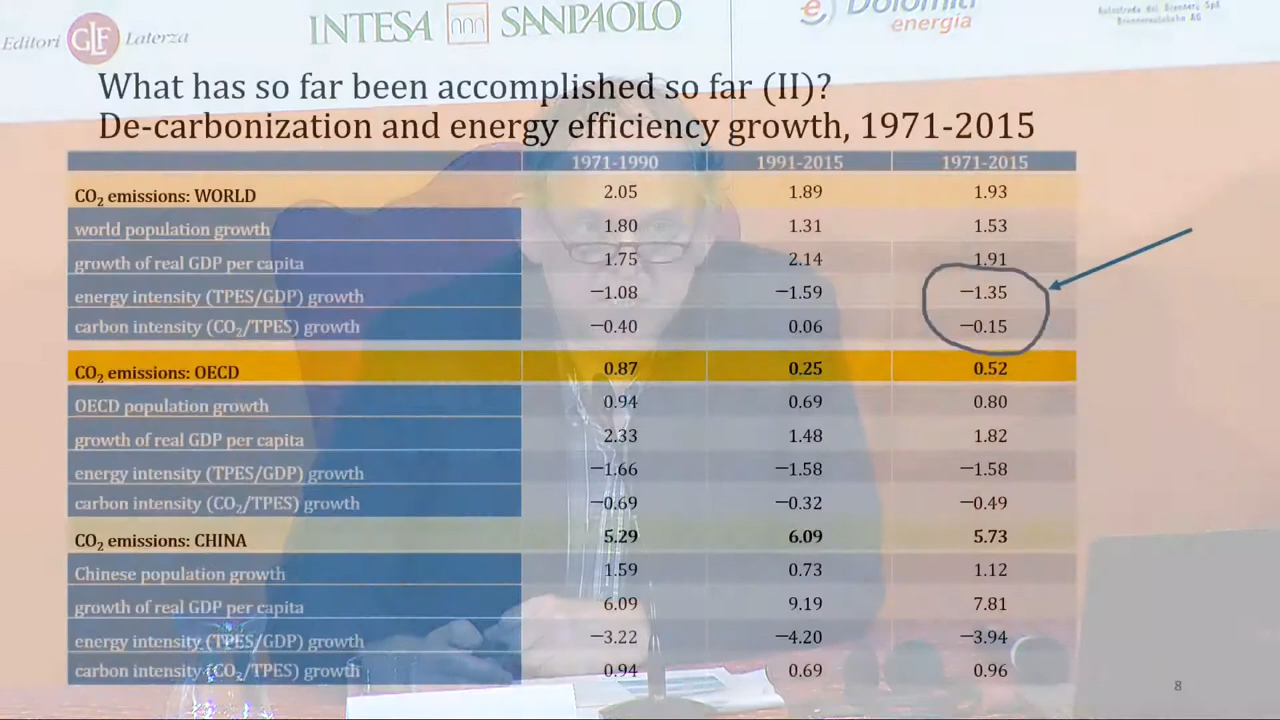 Editori GLF Laterza
INTESA SANPAOLO
Dolomiti
energia
Autostrada del Brennero SpA
Brennerautobahn AG
What has so far been accomplished so far (II)?
De-carbonization and energy efficiency growth, 1971-2015
1971-1990 1991-2015 1971-2015
CO₂ emissions: WORLD 2.05 1.89 1.93
world population growth 1.80 1.31 1.53
growth of real GDP per capita 1.75 2.14 1.91
energy intensity (TPES/GDP) growth −1.08 −1.59 −1.35
carbon intensity (CO₂/TPES) growth −0.40 0.06 −0.15
CO₂ emissions: OECD 0.87 0.25 0.52
OECD population growth 0.94 0.69 0.80
growth of real GDP per capita 2.33 1.48 1.82
energy intensity (TPES/GDP) growth −1.66 −1.58 −1.58
carbon intensity (CO₂/TPES) growth −0.69 −0.32 −0.49
CO₂ emissions: CHINA 5.29 6.09 5.73
Chinese population growth 1.59 0.73 1.12
growth of real GDP per capita 6.09 9.19 7.81
energy intensity (TPES/GDP) growth −3.22 −4.20 −3.94
carbon intensity (CO₂/TPES) growth 0.94 0.69 0.96
8